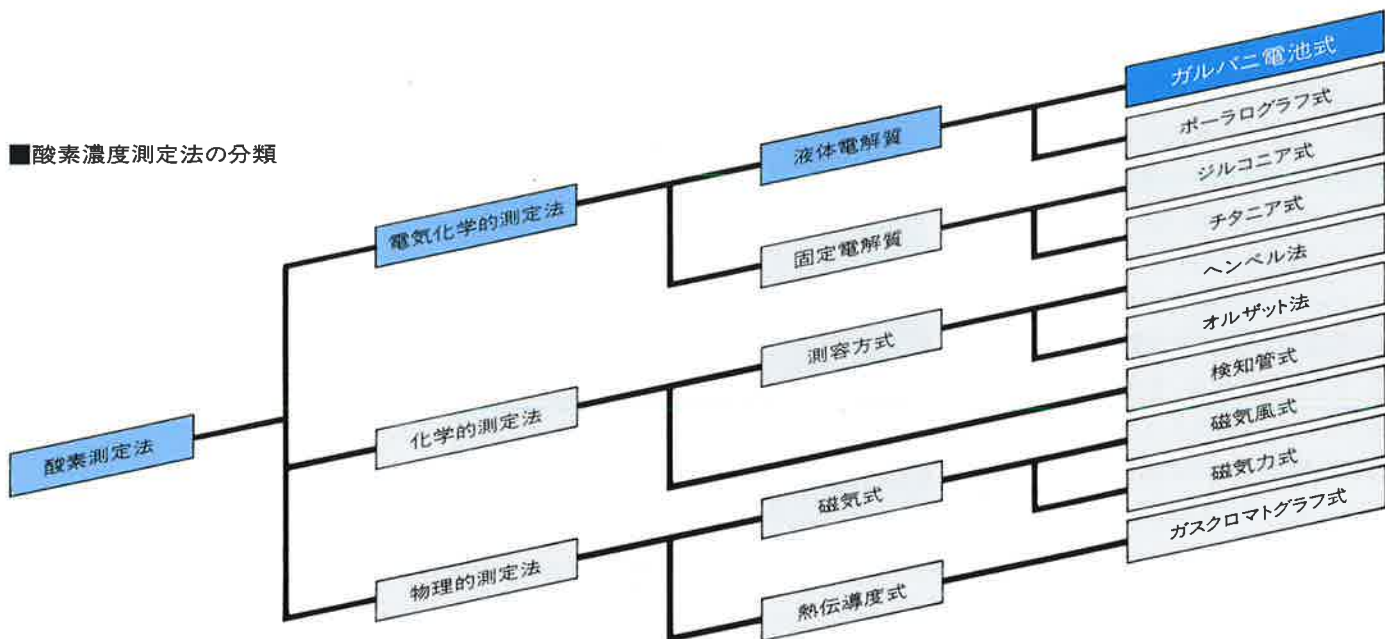 ■酸素濃度測定法の分類
酸素測定法
電気化学的測定法
液体電解質
ガルバニ電池式
ポーラログラフ式
固定電解質
ジルコニア式
チタニア式
化学的測定法
測容方式
ヘンペル法
オルザット法
検知管式
物理的測定法
磁気式
磁気風式
磁気力式
熱伝導度式
ガスクロマトグラフ式